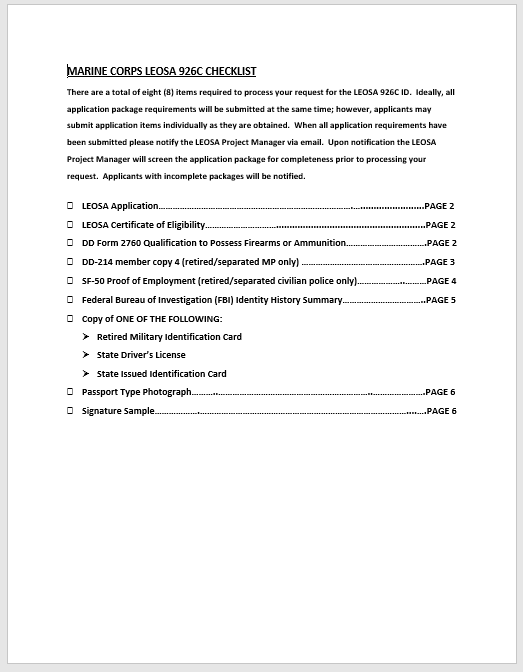 MARINE CORPS LEOSA 926C CHECKLIST
There are a total of eight (8) items required to process your request for the LEOSA 926C ID.  Ideally, all
application package requirements will be submitted at the same time; however, applicants may
submit application items individually as they are obtained.  When all application requirements have
been submitted please notify the LEOSA Project Manager via email.  Upon notification the LEOSA
Project Manager will screen the application package for completeness prior to processing your
request.  Applicants with incomplete packages will be notified.
☐ LEOSA Application……………………………………………………….………………….PAGE 2
☐ LEOSA Certificate of Eligibility………………………………………………………….PAGE 2
☐ DD Form 2760 Qualification to Possess Firearms or Ammunition……………………….PAGE 2
☐ DD-214 member copy 4 (retired/separated MP only) ……………………………………….PAGE 3
☐ SF-50 Proof of Employment (retired/separated civilian police only)……………..…….PAGE 4
☐ Federal Bureau of Investigation (FBI) Identity History Summary………………………..PAGE 5
☐ Copy of ONE OF THE FOLLOWING:
➢ Retired Military Identification Card
➢ State Driver's License
➢ State Issued Identification Card
☐ Passport Type Photograph……..………………………………………………..……………….PAGE 6
☐ Signature Sample…………….……………………………………………………………………...….PAGE 6